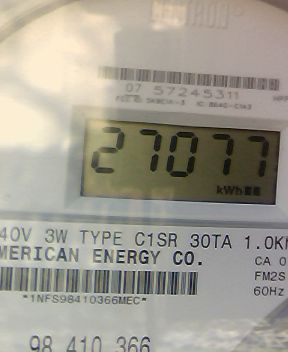 CENTRON®
07 57245311
27077
kWh
40V 3W TYPE C1SR 30TA 1.0K
MERICAN ENERGY CO.
CA 0
FM2S
60Hz
*1NFS98410366MEC*
98 410 366